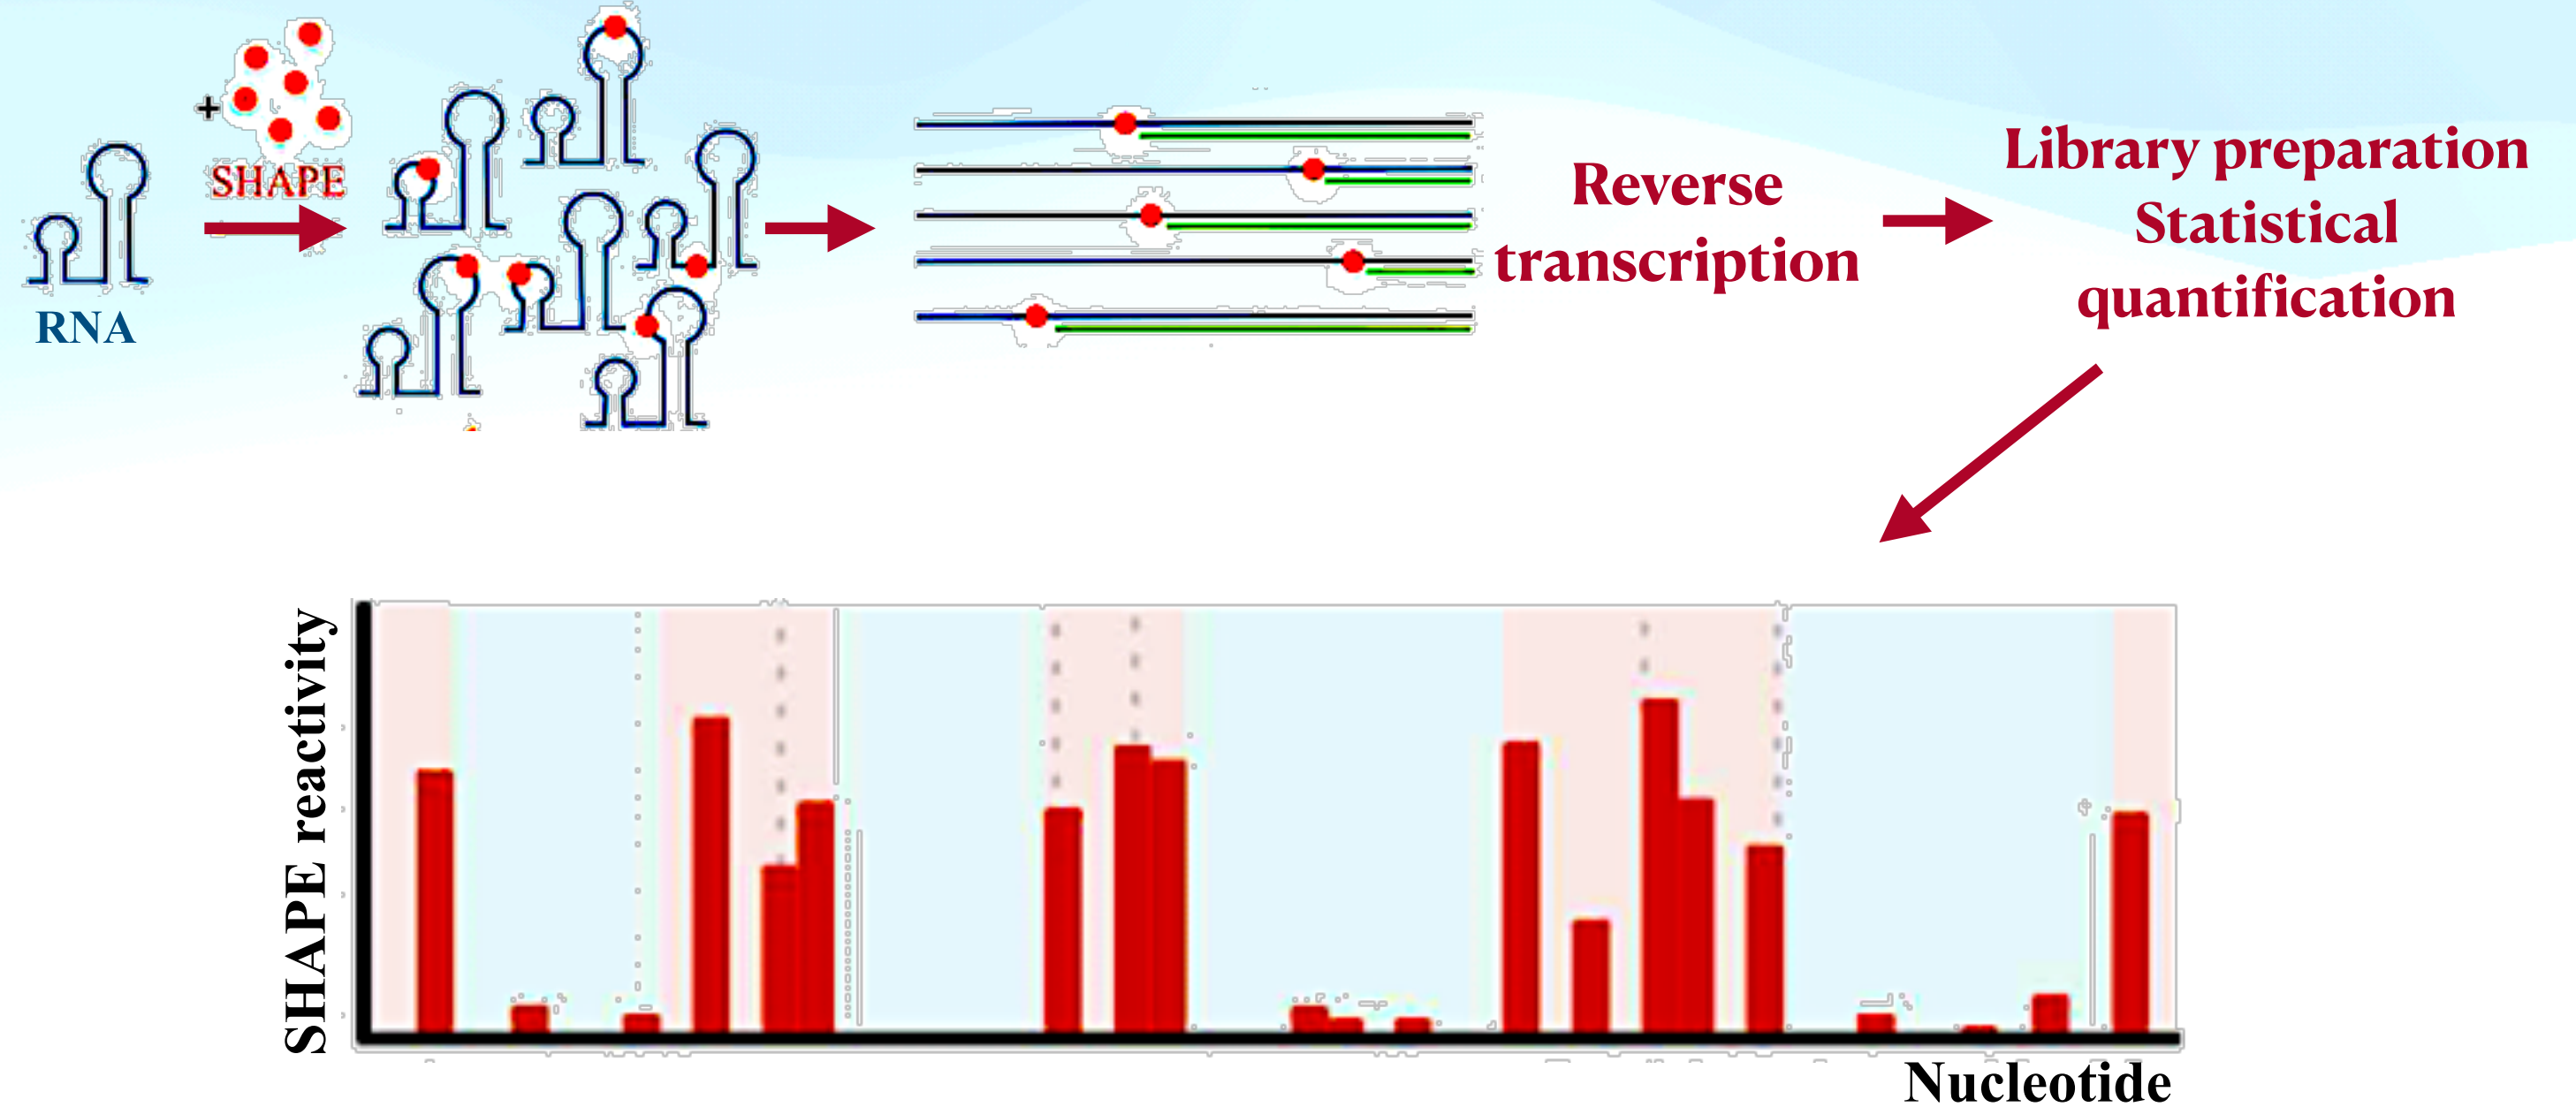 +
SHAPE
RNA
Reverse
transcription
Library preparation
Statistical
quantification
SHAPE reactivity
Nucleotide